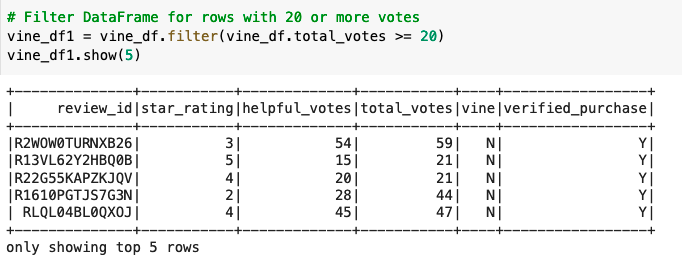 # Filter DataFrame for rows with 20 or more votes
vine_df1 = vine_df.filter(vine_df.total_votes >= 20)
vine_df1.show(5)
+--------------+-----------+-------------+-----------+----+-----------------+
|     review_id|star_rating|helpful_votes|total_votes|vine|verified_purchase|
+--------------+-----------+-------------+-----------+----+-----------------+
|R2WOW0TURNXB26|          3|           54|         59|   N|                Y|
|R13VL62Y2HBQ0B|          5|           15|         21|   N|                Y|
|R22G55KAPZKJQV|          4|           20|         21|   N|                Y|
|R1610PGTJS7G3N|          2|           28|         44|   N|                Y|
| RLQL04BL0QXOJ|          4|           45|         47|   N|                Y|
+--------------+-----------+-------------+-----------+----+-----------------+
only showing top 5 rows